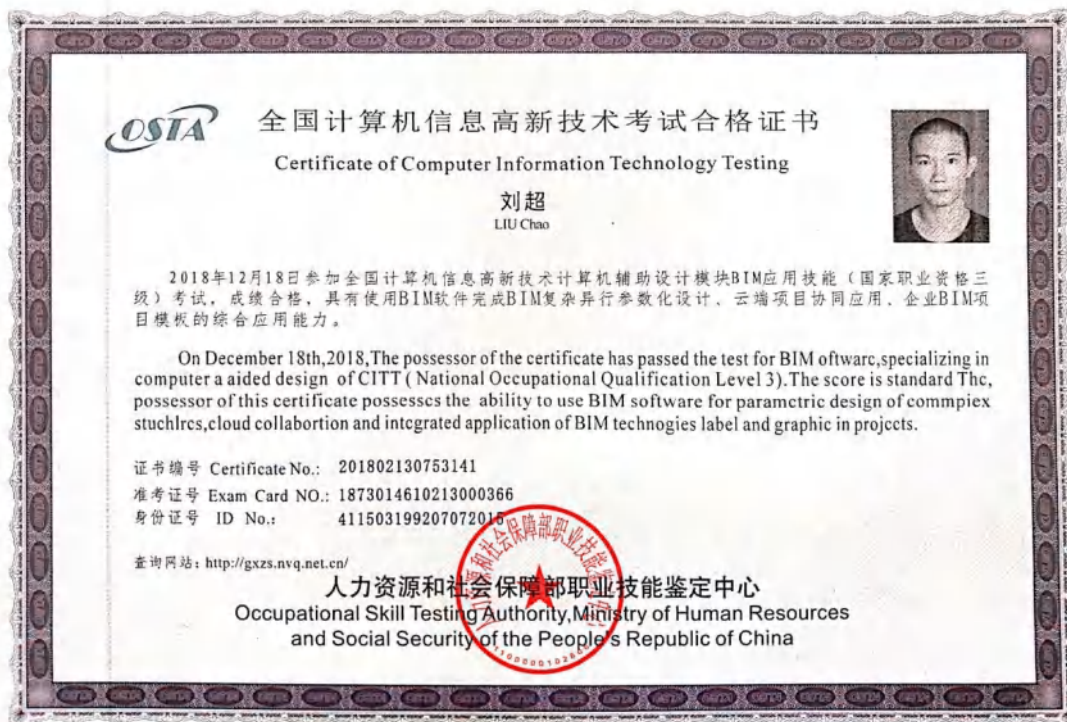 OSTA
全国计算机信息高新技术考试合格证书
Certificate of Computer Information Technology Testing
刘超
LIU Chao
2018年12月18日参加全国计算机信息高新技术计算机辅助设计模块BIM应用技能（国家职业资格三
级）考试，成绩合格，具有使用BIM软件完成BIM复杂异行参数化设计、云端项目协同应用、企业BIM项
目模板的综合应用能力。
On December 18th,2018,The possessor of the certificate has passed the test for BIM oftwarc,specializing in
computer a aided design of CITT ( National Occupational Qualification Level 3).The score is standard Thc,
possessor of this certificate possesscs the ability to use BIM software for paramctric design of commpiex
stuchlrcs,cloud collabortion and intcgrated application of BIM technogies label and graphic in projccts.
证书编号 Certificate No.: 201802130753141
准考证号 Exam Card NO.: 1873014610213000366
身份证号 ID No.: 411503199207072015
查询网站: http://gxzs.nvq.net.cn/
人力资源和社会保障部职业技能鉴定中心
Occupational Skill Testing Authority,Ministry of Human Resources
and Social Security of the People's Republic of China